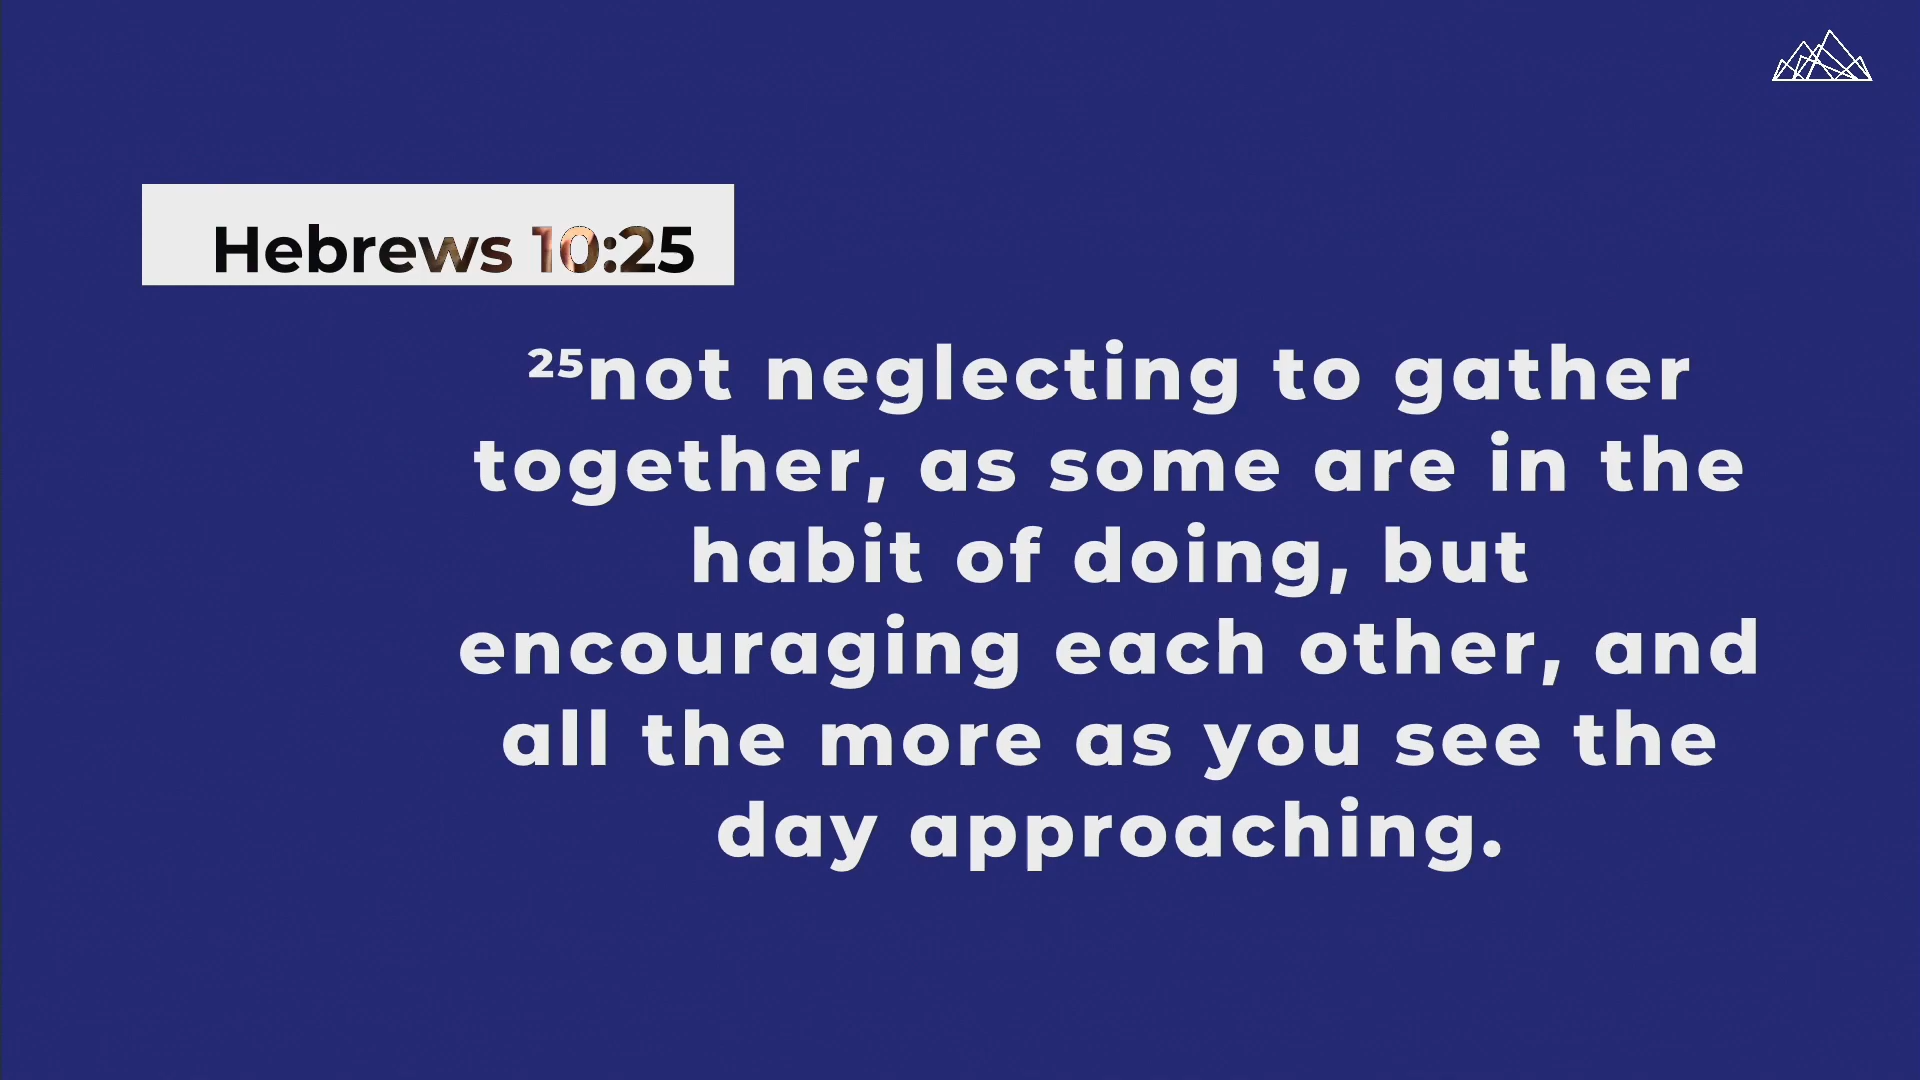 Hebrews 10:25
²⁵not neglecting to gather
together, as some are in the
habit of doing, but
encouraging each other, and
all the more as you see the
day approaching.